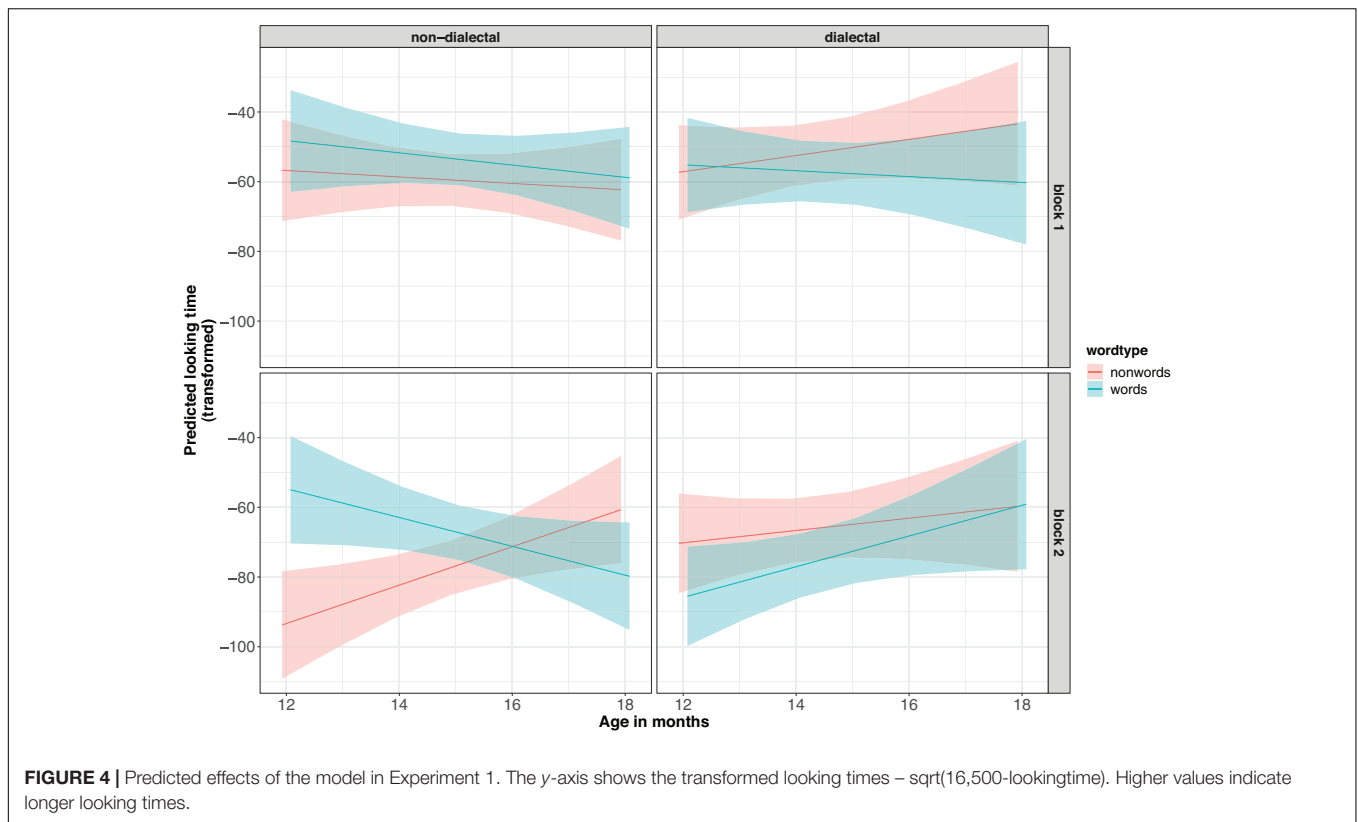 non–dialectal
dialectal
−40
−60
−80
−100
block 1
Predicted looking time
(transformed)
wordtype
nonwords
words
−40
−60
−80
−100
block 2
12
14
16
18
12
14
16
18
Age in months
FIGURE 4 | Predicted effects of the model in Experiment 1. The y-axis shows the transformed looking times – sqrt(16,500-lookingtime). Higher values indicate
longer looking times.